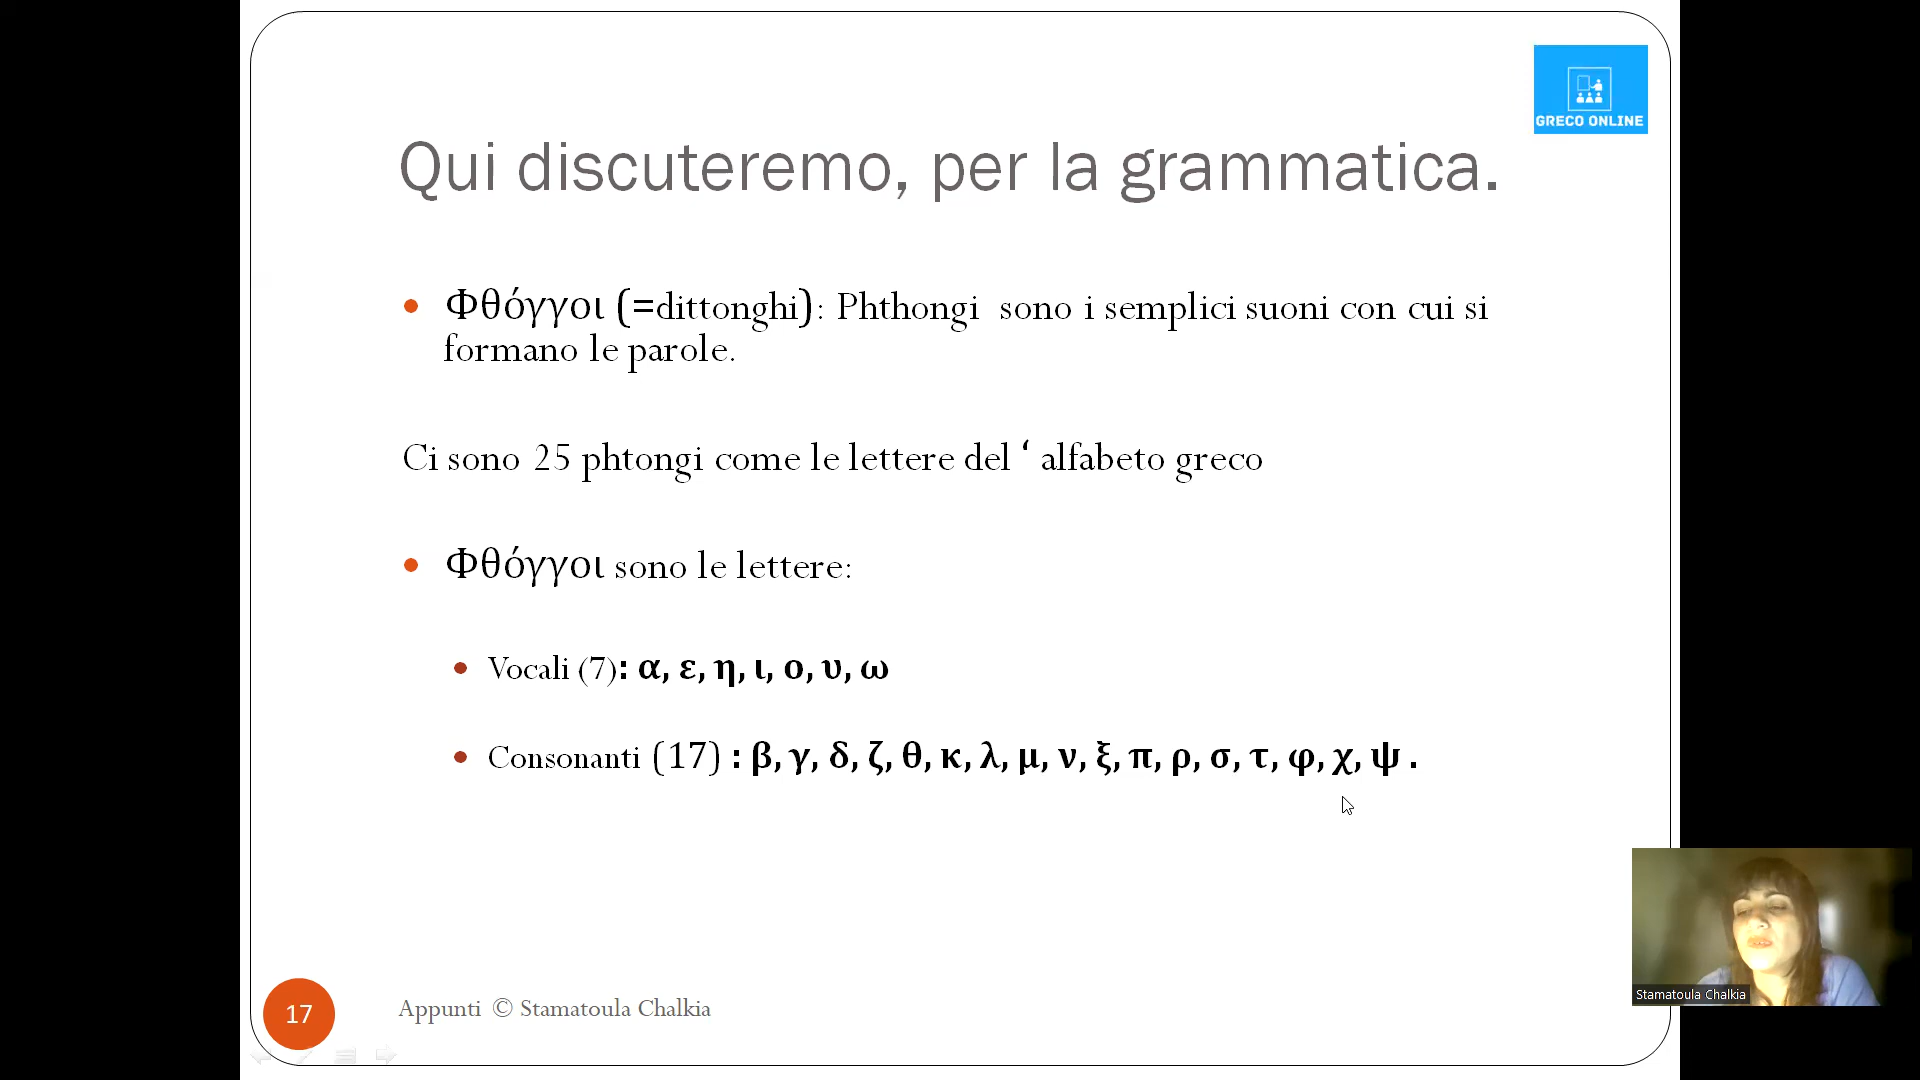 GRECO ONLINE
Qui discuteremo, per la grammatica.
Φθόγγοι (=dittonghi): Phthongi sono i semplici suoni con cui si
formano le parole.
Ci sono 25 phtongi come le lettere del ‘ alfabeto greco
Φθόγγοι sono le lettere:
Vocali (7): α, ε, η, ι, ο, υ, ω
Consonanti (17) : β, γ, δ, ζ, θ, κ, λ, μ, ν, ξ, π, ρ, σ, τ, φ, χ, ψ .
Stamatoula Chalkia
17
Appunti © Stamatoula Chalkia